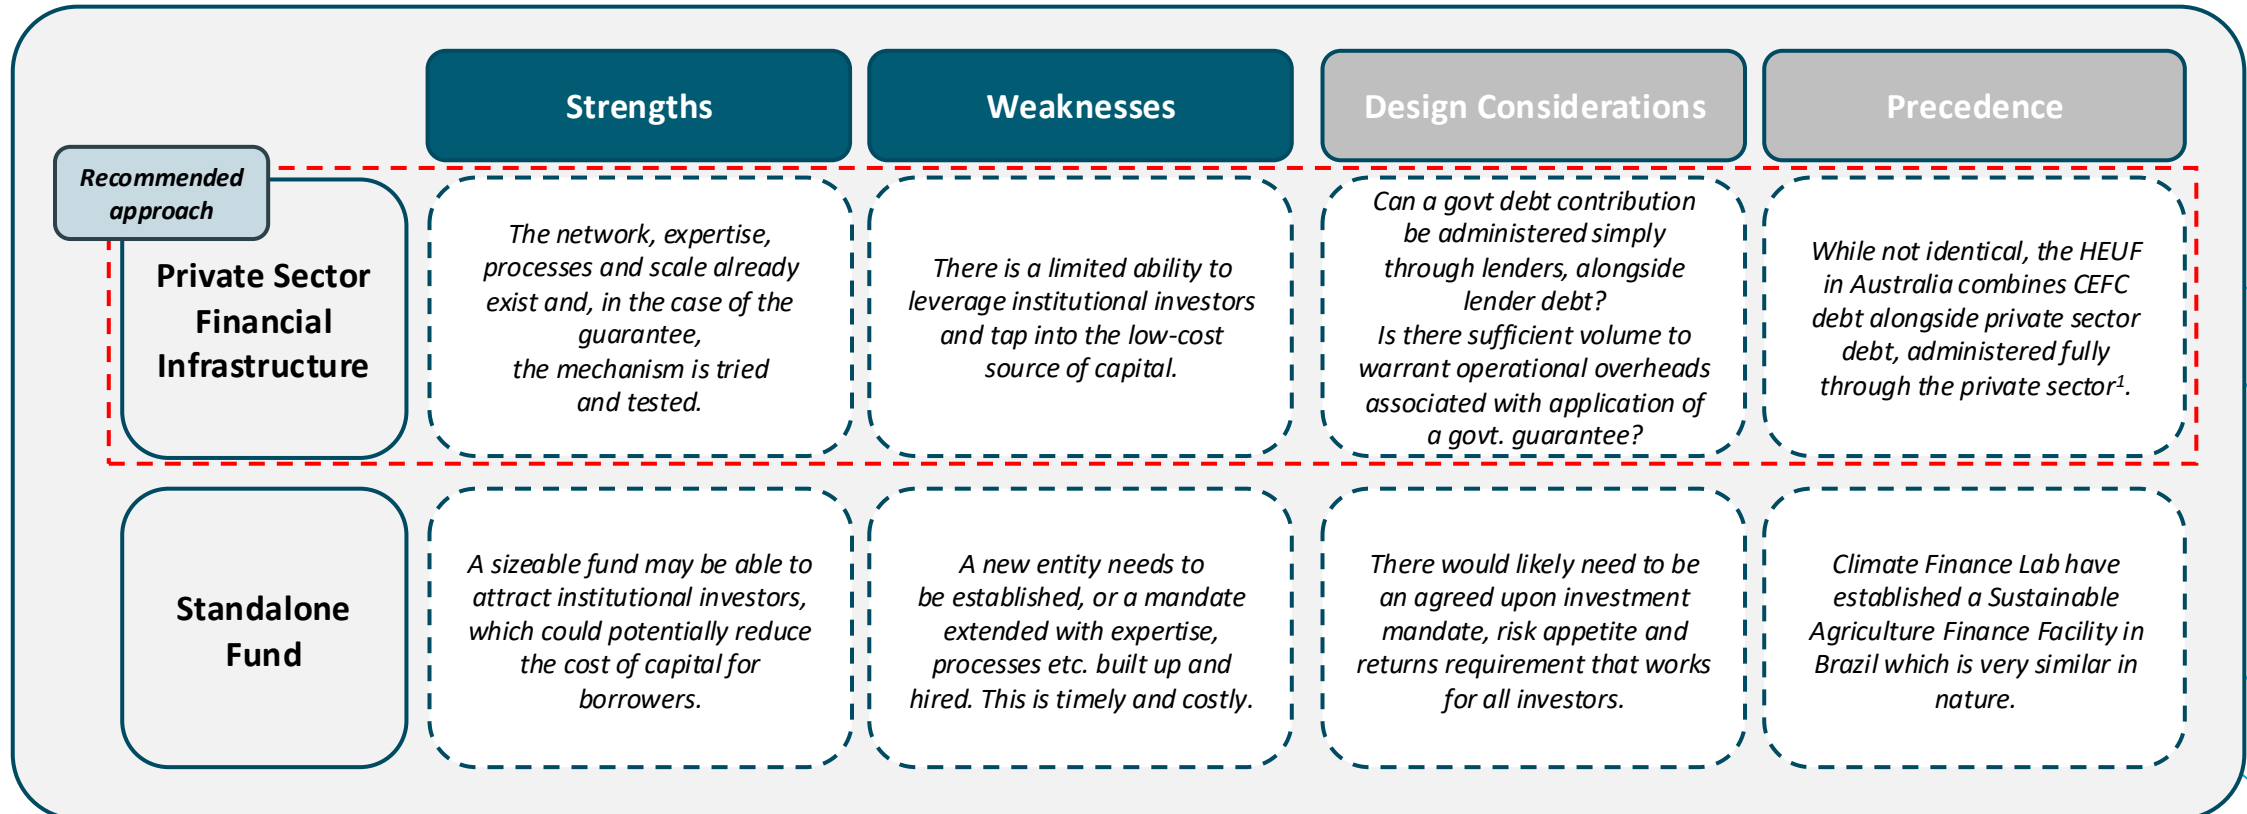 Strengths
Weaknesses
Design Considerations
Precedence
Recommended
approach
Private Sector
Financial
Infrastructure
The network, expertise,
processes and scale already
exist and, in the case of the
guarantee,
the mechanism is tried
and tested.
There is a limited ability to
leverage institutional investors
and tap into the low-cost
source of capital.
Can a govt debt contribution
be administered simply
through lenders, alongside
lender debt?
Is there sufficient volume to
warrant operational overheads
associated with application of
a govt. guarantee?
While not identical, the HEUF
in Australia combines CEFC
debt alongside private sector
debt, administered fully
through the private sector¹.
Standalone
Fund
A sizeable fund may be able to
attract institutional investors,
which could potentially reduce
the cost of capital for
borrowers.
A new entity needs to
be established, or a mandate
extended with expertise,
processes etc. built up and
hired. This is timely and costly.
There would likely need to be
an agreed upon investment
mandate, risk appetite and
returns requirement that works
for all investors.
Climate Finance Lab have
established a Sustainable
Agriculture Finance Facility in
Brazil which is very similar in
nature.